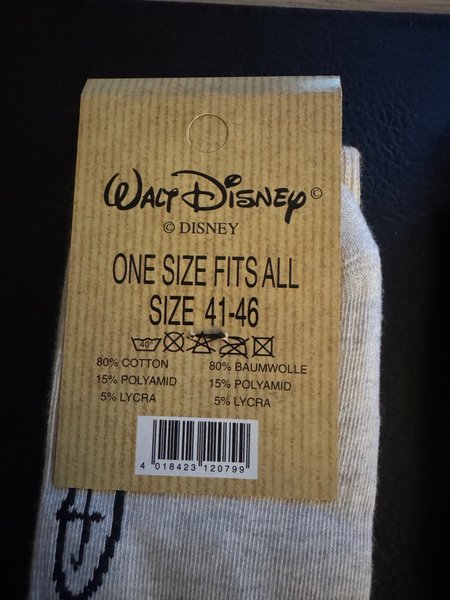 WALT DISNEY ©
© DISNEY
ONE SIZE FITS ALL
SIZE 41-46
40°
80% COTTON 80% BAUMWOLLE
15% POLYAMID 15% POLYAMID
5% LYCRA 5% LYCRA
4 018423 120799